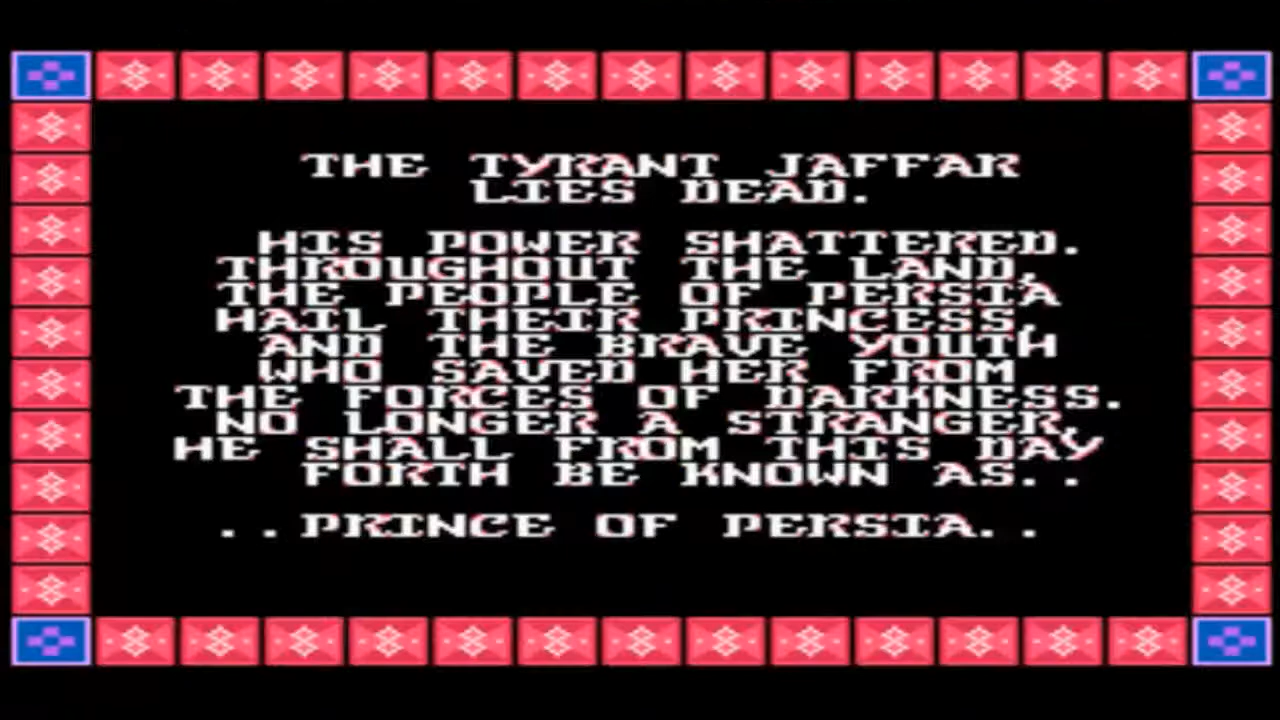 THE TYRANT JAFFAR
LIES DEAD.
HIS POWER SHATTERED.
THROUGHOUT THE LAND,
THE PEOPLE OF PERSIA
HAIL THEIR PRINCESS,
AND THE BRAVE YOUTH
WHO SAVED HER FROM
THE FORCES OF DARKNESS.
NO LONGER A STRANGER,
HE SHALL FROM THIS DAY
FORTH BE KNOWN AS..
..PRINCE OF PERSIA..